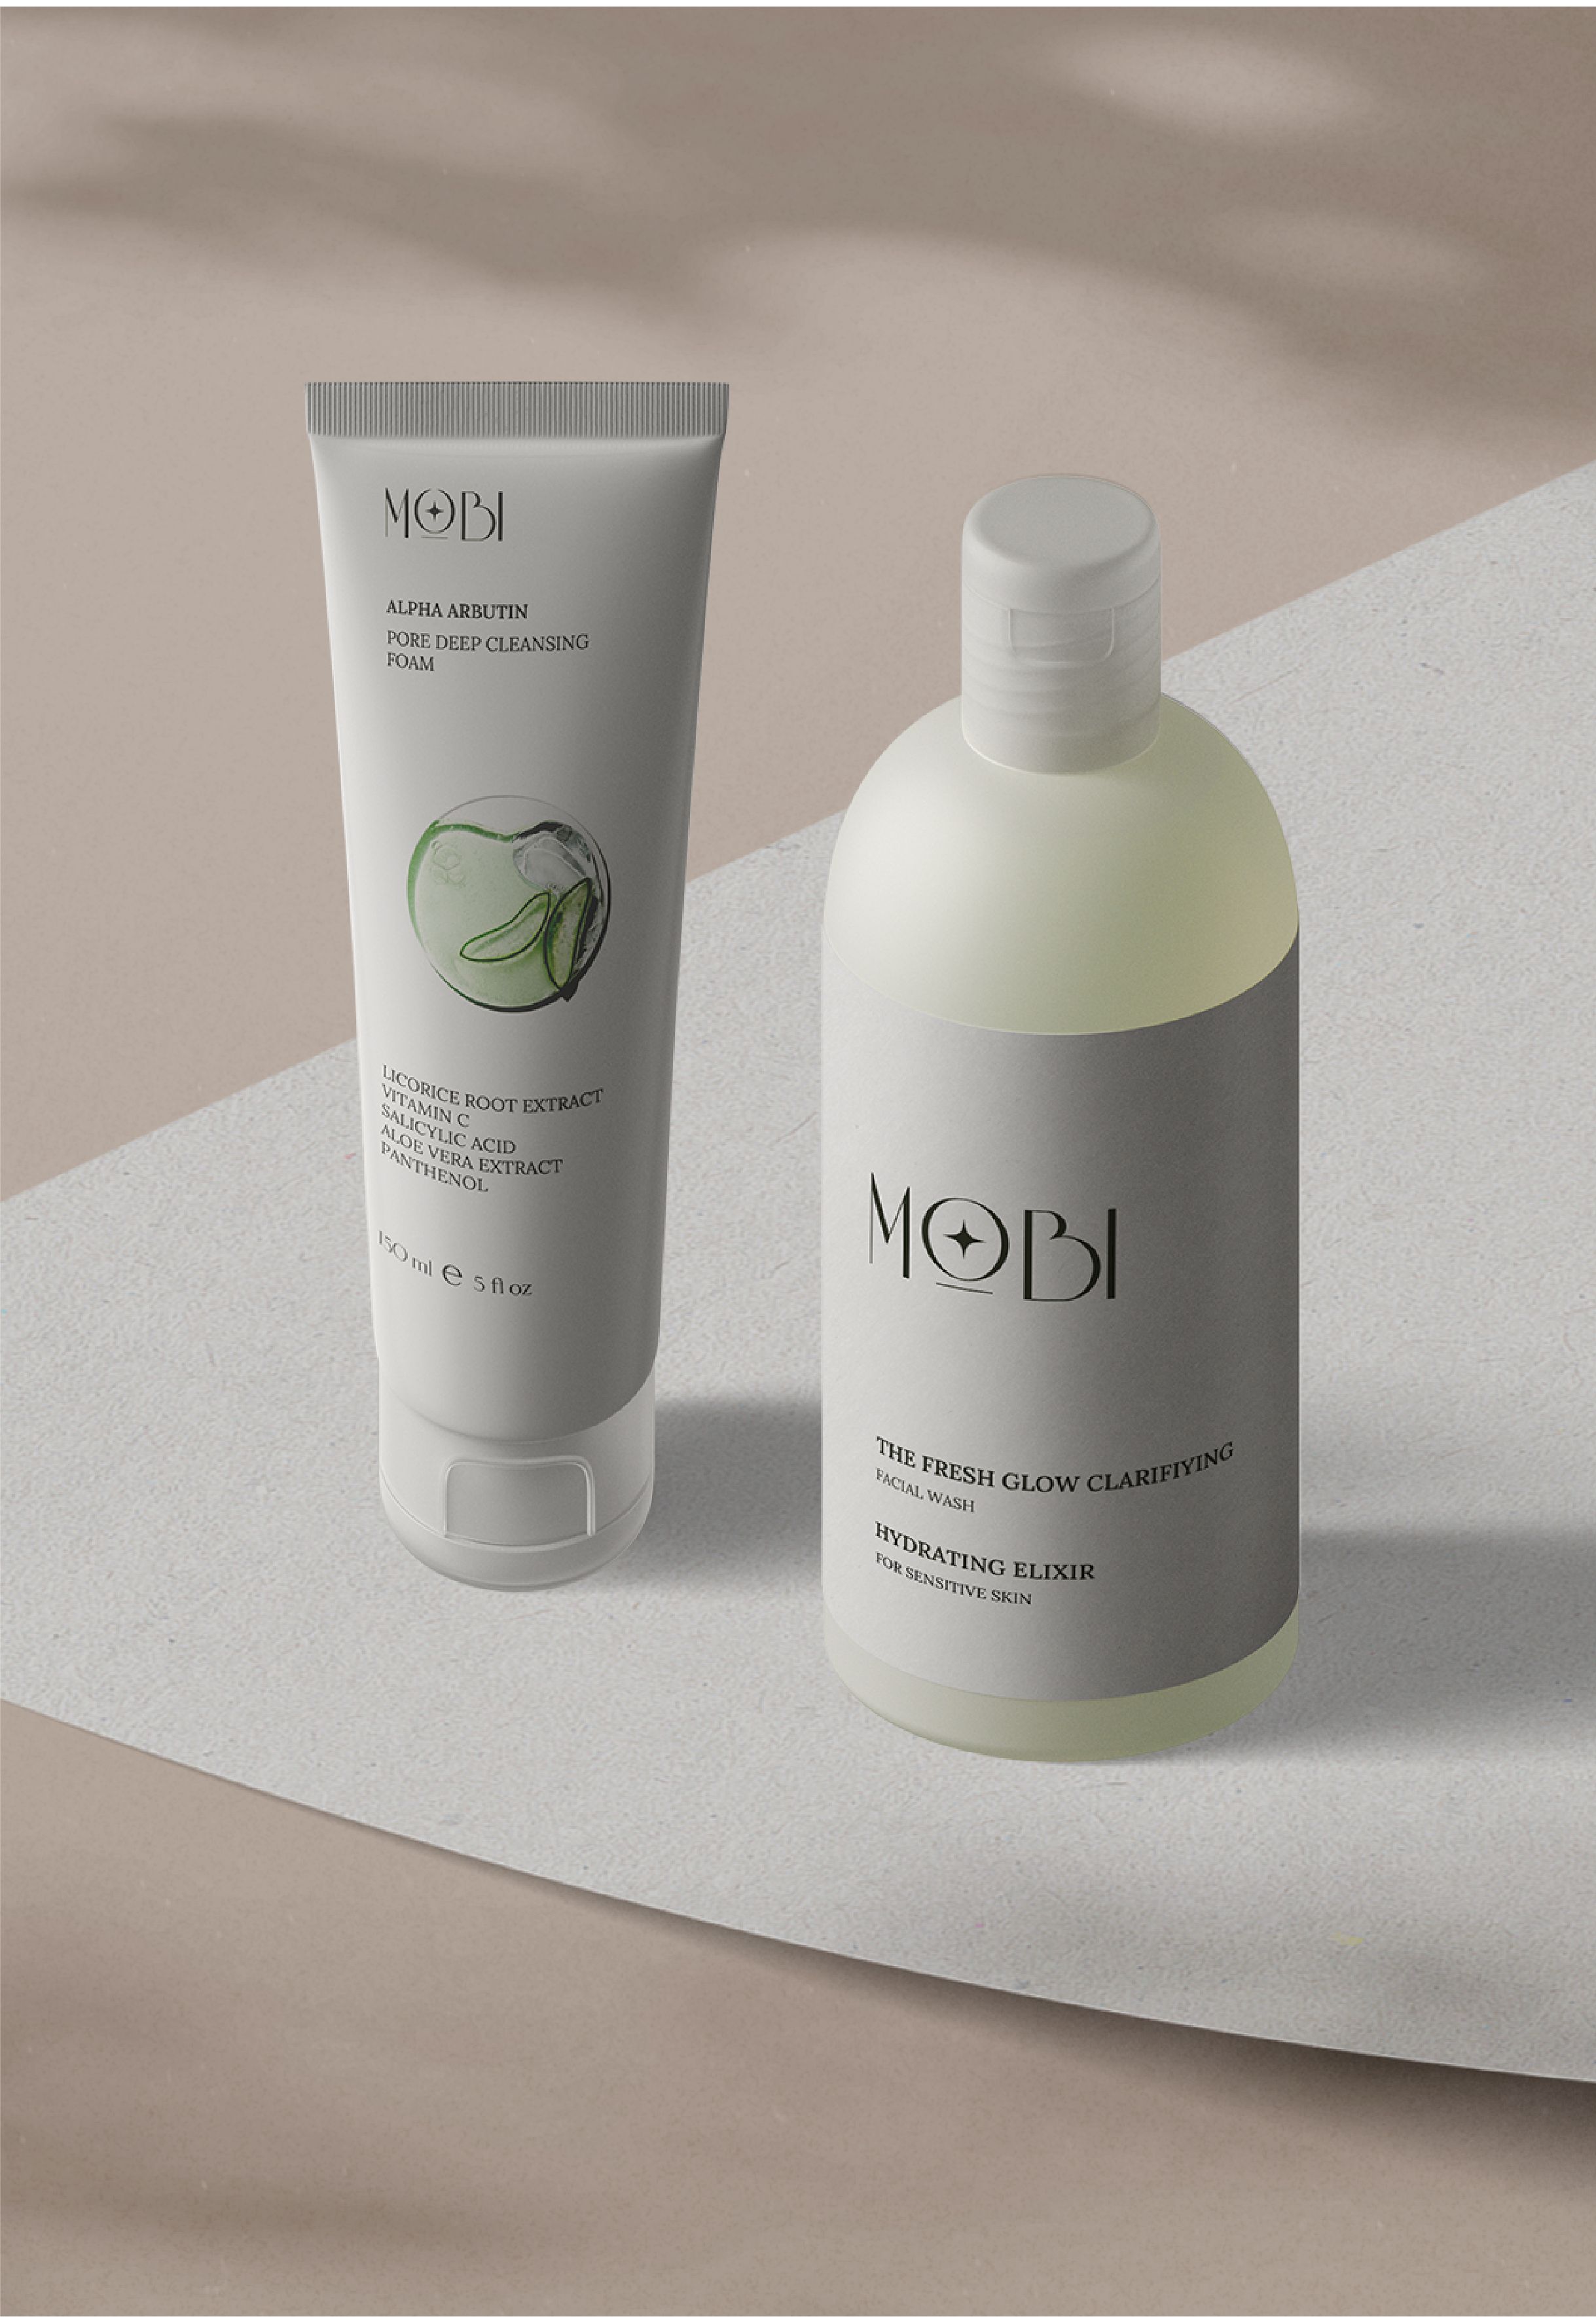 MOBI
ALPHA ARBUTIN
PORE DEEP CLEANSING
FOAM
LICORICE ROOT EXTRACT
VITAMIN C
SALICYLIC ACID
ALOE VERA EXTRACT
PANTHENOL
150 ml e 5 fl oz
MOBI
THE FRESH GLOW CLARIFIYING
FACIAL WASH
HYDRATING ELIXIR
FOR SENSITIVE SKIN